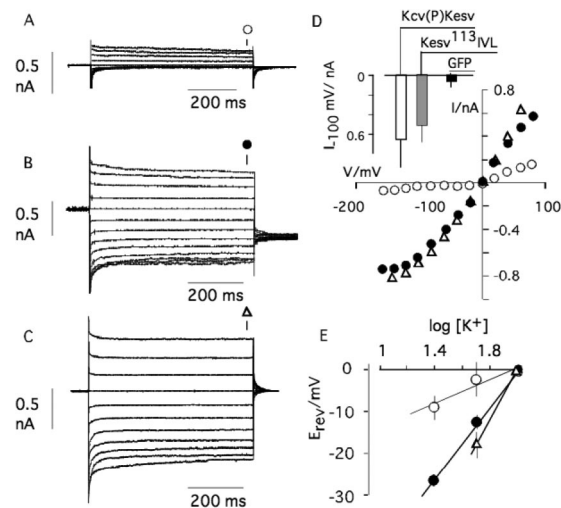 A
0.5
nA
200 ms
B
0.5
nA
200 ms
C
0.5
nA
200 ms
D
Kcv(P)Kesv
Kesv113IVL
GFP
I-100 mV/ nA
0
0.6
I/nA
0.8
0.4
V/mV
-200
-100
100
-0.4
-0.8
E
log [K+]
1
1.4
1.8
Erev/mV
0
-10
-20
-30